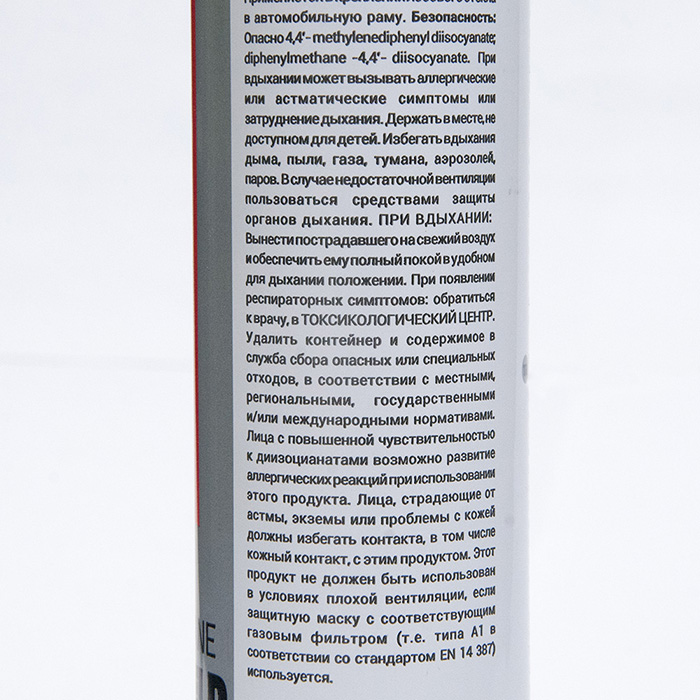 в автомобильную раму. Безопасность:
Опасно 4,4'- methylenediphenyl diisocyanate;
diphenylmethane -4,4'- diisocyanate. При
вдыхании может вызывать аллергические
или астматические симптомы или
затруднение дыхания. Держать в месте, не
доступном для детей. Избегать вдыхания
дыма, пыли, газа, тумана, аэрозолей,
паров. В случае недостаточной вентиляции
пользоваться средствами защиты
органов дыхания. ПРИ ВДЫХАНИИ:
Вынести пострадавшего на свежий воздух
и обеспечить ему полный покой в удобном
для дыхании положении. При появлении
респираторных симптомов: обратиться
к врачу, в ТОКСИКОЛОГИЧЕСКИЙ ЦЕНТР.
Удалить контейнер и содержимое в
служба сбора опасных или специальных
отходов, в соответствии с местными,
региональными, государственными
и/или международными нормативами.
Лица с повышенной чувствительностью
к диизоцианатам возможно развитие
аллергических реакций при использовании
этого продукта. Лица, страдающие от
астмы, экземы или проблемы с кожей
должны избегать контакта, в том числе
кожный контакт, с этим продуктом. Этот
продукт не должен быть использован
в условиях плохой вентиляции, если
защитную маску с соответствующим
газовым фильтром (т.е. типа A1 в
соответствии со стандартом EN 14 387)
используется.
NE